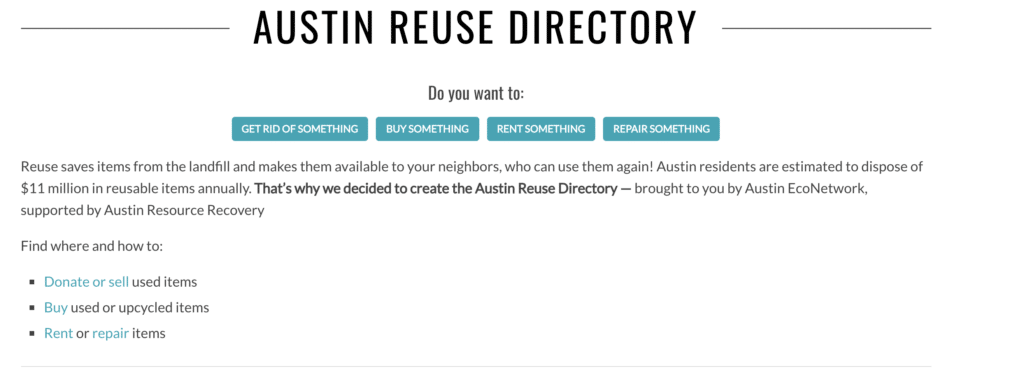 AUSTIN REUSE DIRECTORY
Do you want to:
GET RID OF SOMETHING BUY SOMETHING RENT SOMETHING REPAIR SOMETHING
Reuse saves items from the landfill and makes them available to your neighbors, who can use them again! Austin residents are estimated to dispose of
$11 million in reusable items annually. That’s why we decided to create the Austin Reuse Directory — brought to you by Austin EcoNetwork,
supported by Austin Resource Recovery
Find where and how to:
▪ Donate or sell used items
▪ Buy used or upcycled items
▪ Rent or repair items